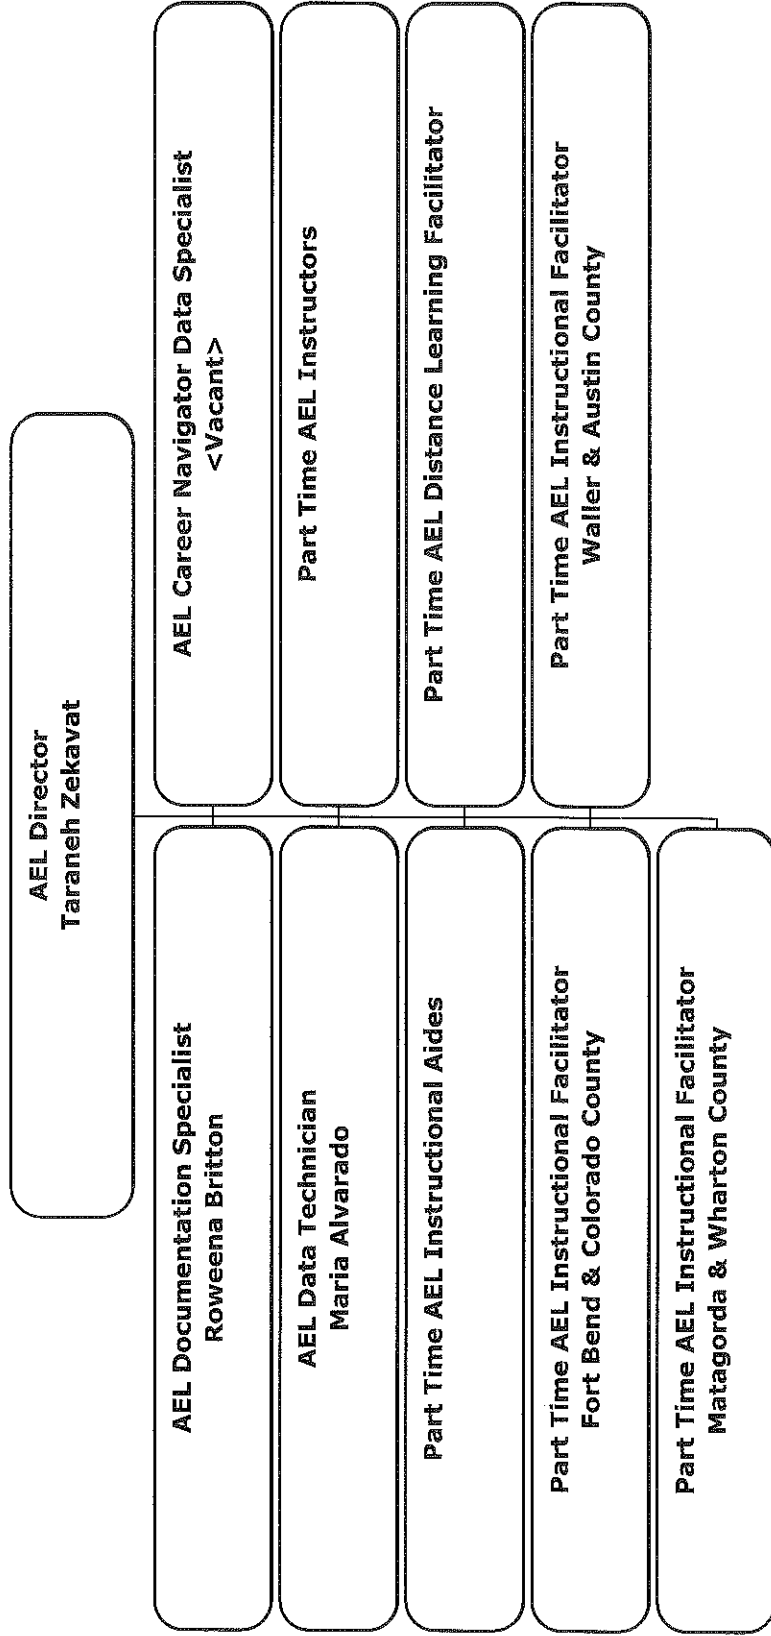 AEL Director
Taraneh Zekavat
AEL Documentation Specialist
Roweena Britton
AEL Career Navigator Data Specialist
<Vacant>
AEL Data Technician
Maria Alvarado
Part Time AEL Instructors
Part Time AEL Instructional Aides
Part Time AEL Distance Learning Facilitator
Part Time AEL Instructional Facilitator
Fort Bend & Colorado County
Part Time AEL Instructional Facilitator
Waller & Austin County
Part Time AEL Instructional Facilitator
Matagorda & Wharton County